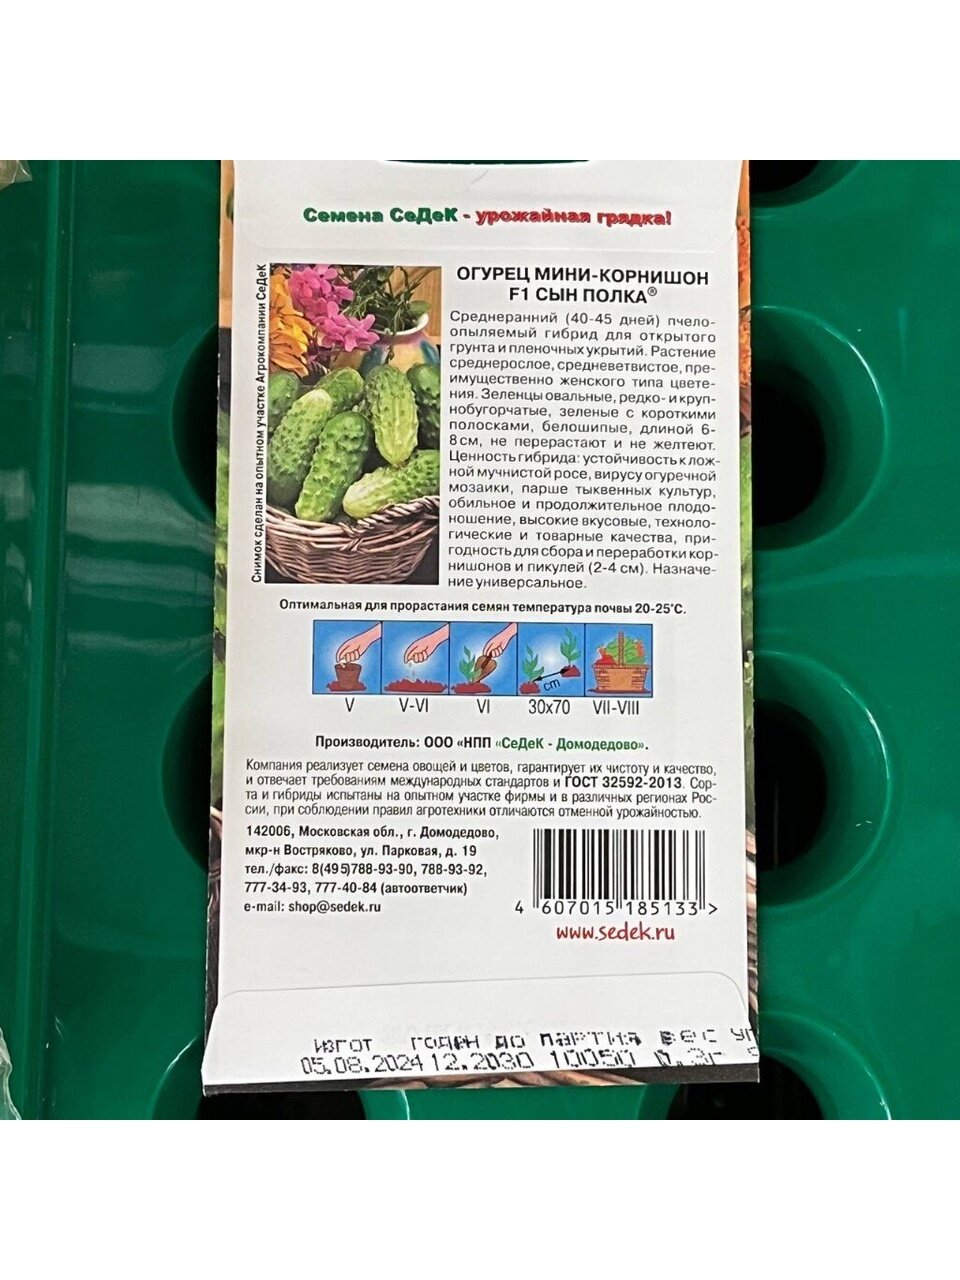 Семена СеДеК - урожайная грядка!
Снимок сделан на опытном участке Агрокомпании СеДеК
ОГУРЕЦ МИНИ-КОРНИШОН
F1 СЫН ПОЛКА®
Среднеранний (40-45 дней) пчело-
опыляемый гибрид для открытого
грунта и пленочных укрытий. Растение
среднерослое, средневетвистое, пре-
имущественно женского типа цвете-
ния. Зеленцы овальные, редко- и круп-
нобугорчатые, зеленые с короткими
полосками, белошипые, длиной 6-
8 см, не перерастают и не желтеют.
Ценность гибрида: устойчивость к лож-
ной мучнистой росе, вирусу огуречной
мозаики, парше тыквенных культур,
обильное и продолжительное плодо-
ношение, высокие вкусовые, техноло-
гические и товарные качества, при-
годность для сбора и переработки кор-
нишонов и пикулей (2-4 см). Назначе-
ние универсальное.
Оптимальная для прорастания семян температура почвы 20-25°С.
cm
V V-VI VI 30x70 VII-VIII
Производитель: ООО «НПП «СеДеК - Домодедово».
Компания реализует семена овощей и цветов, гарантирует их чистоту и качество,
и отвечает требованиям международных стандартов и ГОСТ 32592-2013. Сор-
та и гибриды испытаны на опытном участке фирмы и в различных регионах Рос-
сии, при соблюдении правил агротехники отличаются отменной урожайностью.
142006, Московская обл., г. Домодедово,
мкр-н Востряково, ул. Парковая, д. 19
тел./факс: 8(495)788-93-90, 788-93-92,
777-34-93, 777-40-84 (автоответчик)
e-mail: shop@sedek.ru
4 607015 185133 >
www.sedek.ru
изгот годен до партия вес уп
05.08.2024 12.2030 10050 0.3г